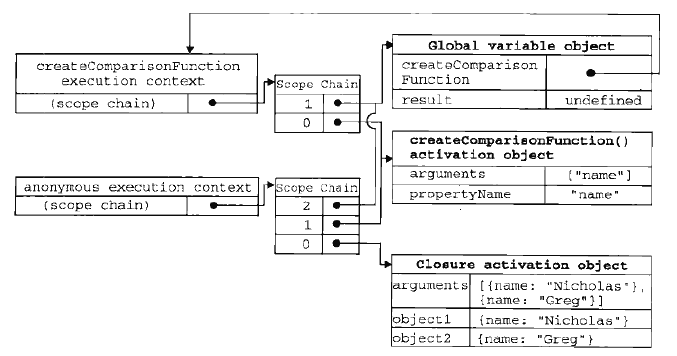 createComparisonFunction
execution context
(scope chain)
Scope Chain
1
0
Global variable object
createComparison
Function
result
undefined
createComparisonFunction()
activation object
arguments
["name"]
propertyName
"name"
anonymous execution context
(scope chain)
Scope Chain
2
1
0
Closure activation object
arguments
[{name: "Nicholas"},
{name: "Greg"}]
object1
{name: "Nicholas"}
object2
{name: "Greg"}